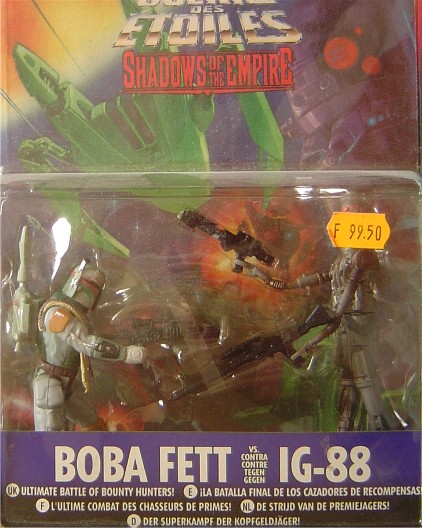 GUERRE
DES
ÉTOILES
SHADOWS OF THE EMPIRE
F 99.50
BOBA FETT VS. CONTRA CONTRE TEGEN GEGEN IG-88
UK ULTIMATE BATTLE OF BOUNTY HUNTERS! E ¡LA BATALLA FINAL DE LOS CAZADORES DE RECOMPENSAS!
F L'ULTIME COMBAT DES CHASSEURS DE PRIMES! NL DE STRIJD VAN DE PREMIEJAGERS!
D DER SUPERKAMPF DER KOPFGELDJÄGER!